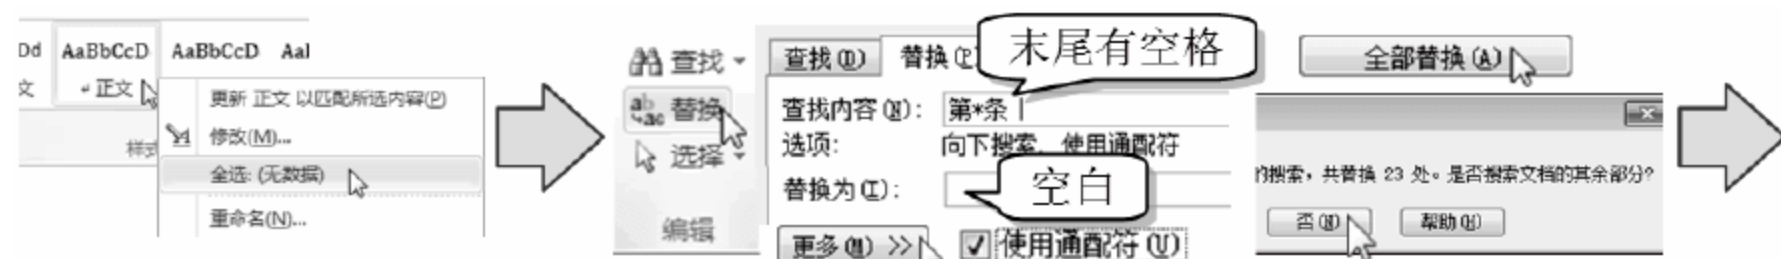 Dd AaBbCcD AaBbCcD AaI
文 ↵ 正文
更新 正文 以匹配所选内容(P)
修改(M)...
样式
全选: (无数据)
重命名(N)...
查找
替换
选择
编辑
查找(D) 替换(P)
末尾有空格
查找内容(N): 第*条
选项: 向下搜索, 使用通配符
替换为(I):
空白
更多(M) >> 使用通配符(U)
全部替换(A)
的搜索，共替换 23 处。是否搜索文档的其余部分?
否(N) 帮助(H)